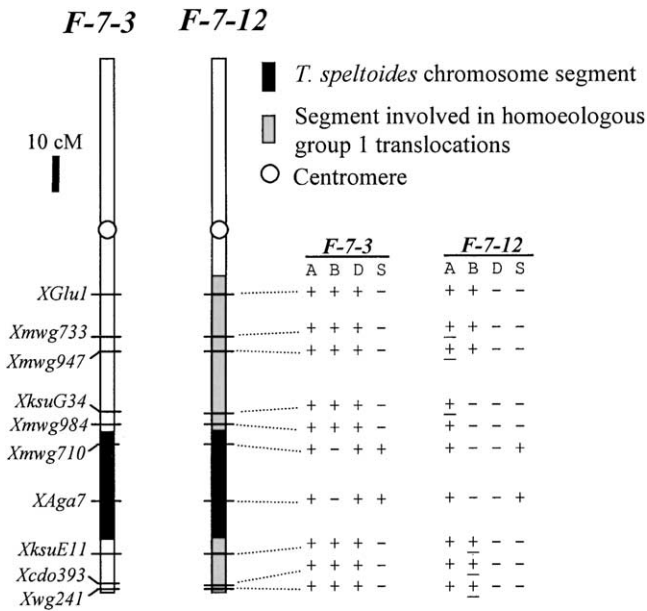 F-7-3 F-7-12
T. speltoides chromosome segment
Segment involved in homoeologous
group 1 translocations
Centromere
10 cM
F-7-3 F-7-12
A B D S A B D S
XGlu1 + + + − + + − −
Xmwg733 + + + − + + − −
Xmwg947 + + + − + + − −
XksuG34 + + + − + − − −
Xmwg984 + + + − + − − −
Xmwg710 + − + + + − − +
XAga7 + − + + + − − +
XksuE11 + + + − + + − −
Xcdo393 + + + − + + − −
Xwg241 + + + − + + − −